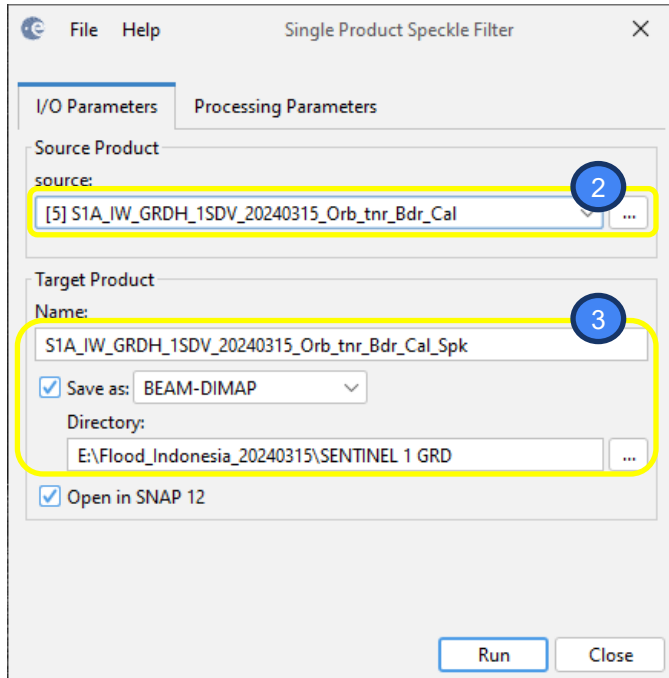 File Help Single Product Speckle Filter
I/O Parameters Processing Parameters
Source Product
source:
2
[5] S1A_IW_GRDH_1SDV_20240315_Orb_tnr_Bdr_Cal ...
Target Product
Name:
3
S1A_IW_GRDH_1SDV_20240315_Orb_tnr_Bdr_Cal_Spk
Save as: BEAM-DIMAP
Directory:
E:\Flood_Indonesia_20240315\SENTINEL 1 GRD ...
Open in SNAP 12
Run Close